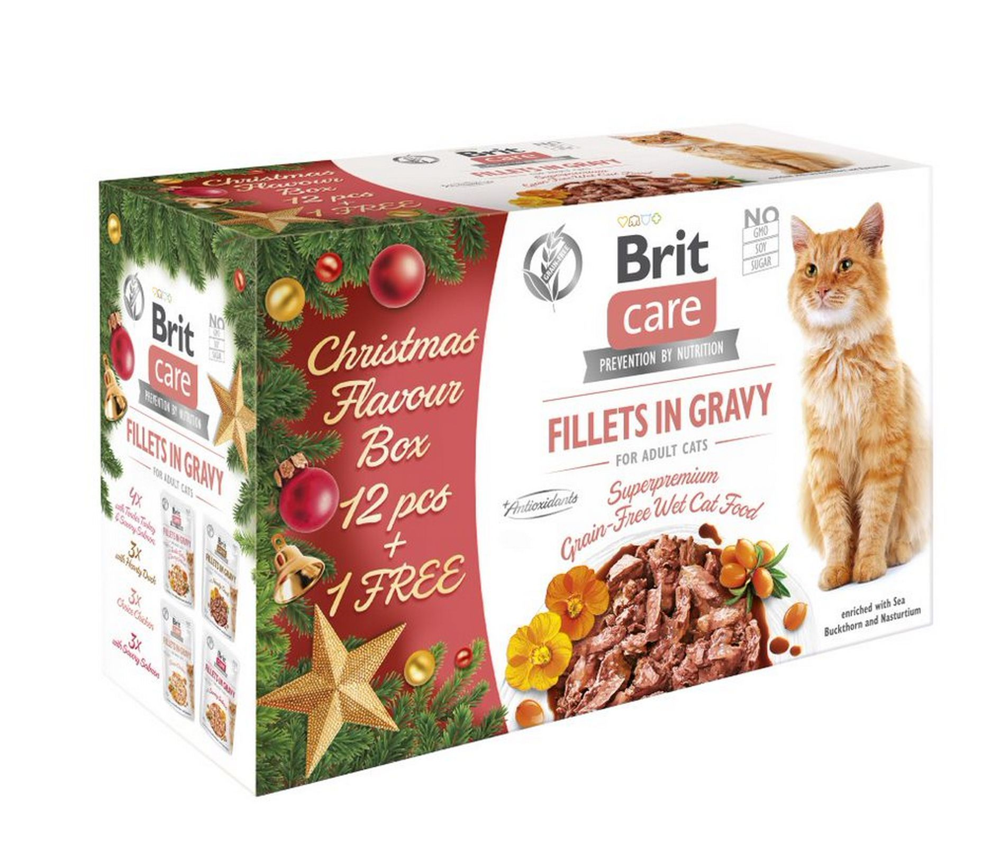 Christmas
Flavour
Box
12 pcs
+
1 FREE
Brit
care
FILLETS IN GRAVY
Brit
care
PREVENTION BY NUTRITION
FILLETS IN GRAVY
FOR ADULT CATS
4x
with Tender Turkey
& Savory Salmon
3x
with Hearty Duck
3x
Choice Chicken
3x
with Savory Salmon
NO
GMO
SOY
SUGAR
Brit
FILLETS IN GRAVY
Brit
FILLETS IN GRAVY
Brit
FILLETS IN GRAVY
Brit
FILLETS IN GRAVY
Christmas
Flavour
Box
12 pcs
+
1 FREE
GRAIN-FREE
Brit
care
PREVENTION BY NUTRITION
NO
GMO
SOY
SUGAR
FILLETS IN GRAVY
FOR ADULT CATS
+Antioxidants
Superpremium
Grain-Free Wet Cat Food
enriched with Sea
Buckthorn and Nasturtium